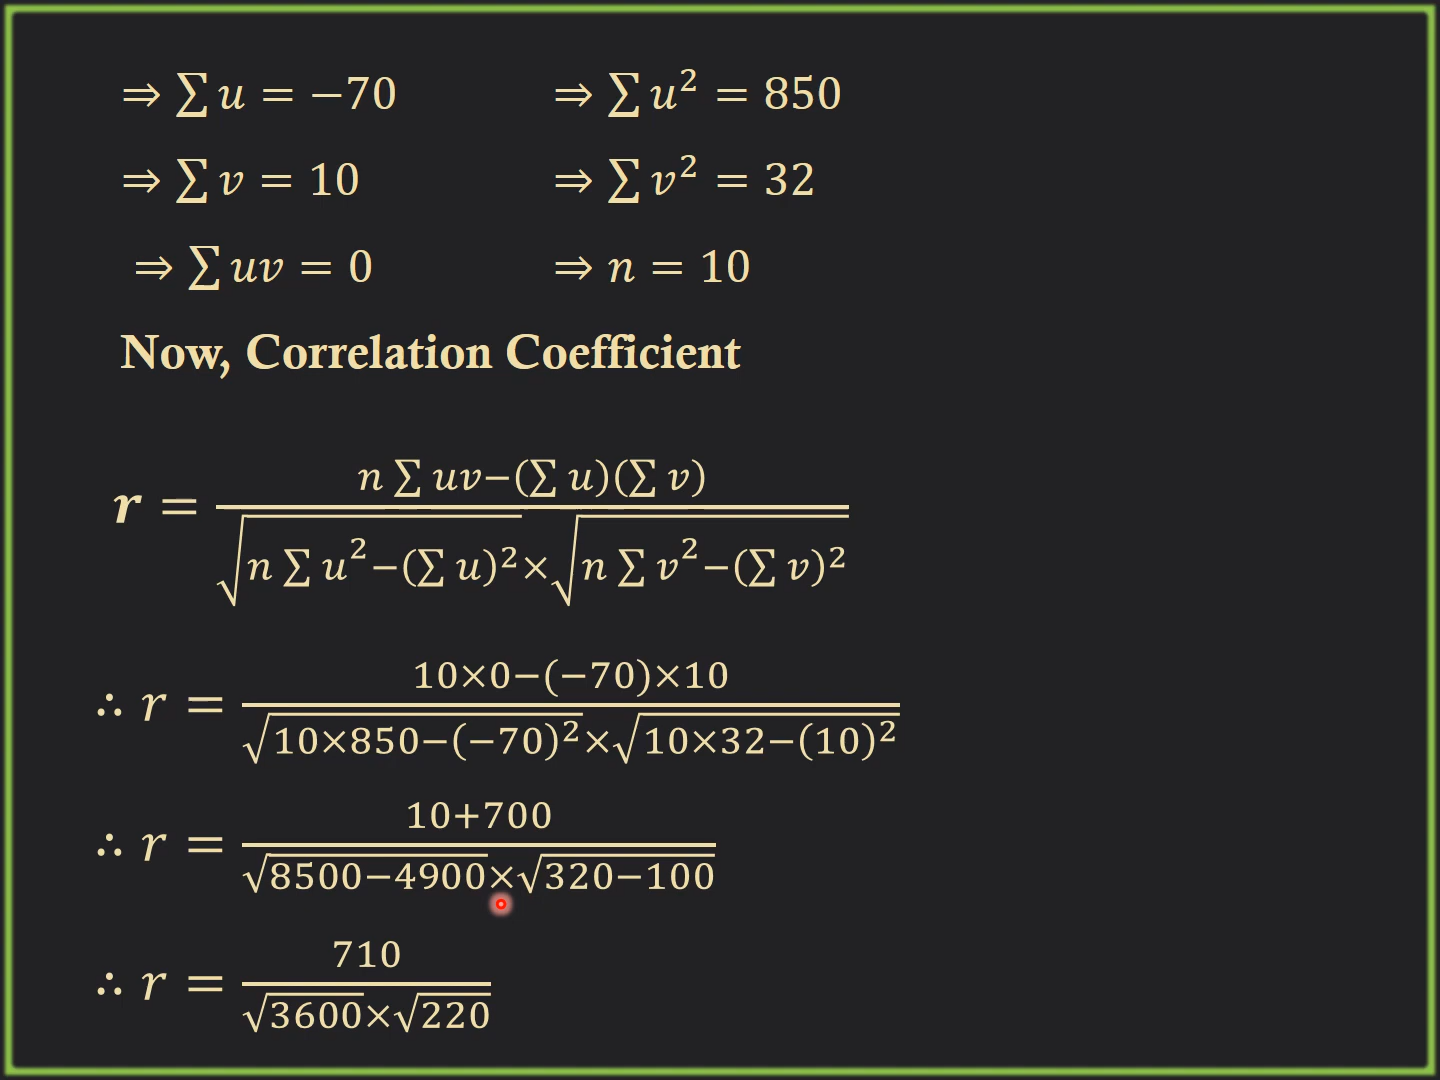 ⇒ ∑ u = −70 ⇒ ∑ u² = 850
⇒ ∑ v = 10 ⇒ ∑ v² = 32
⇒ ∑ uv = 0 ⇒ n = 10
Now, Correlation Coefficient
r = (n ∑ uv−(∑ u)(∑ v)) / (√(n ∑ u²−(∑ u)²)×√(n ∑ v²−(∑ v)²))
∴ r = (10×0−(−70)×10) / (√(10×850−(−70)²)×√(10×32−(10)²))
∴ r = (10+700) / (√(8500−4900)×√(320−100))
∴ r = 710 / (√3600×√220)